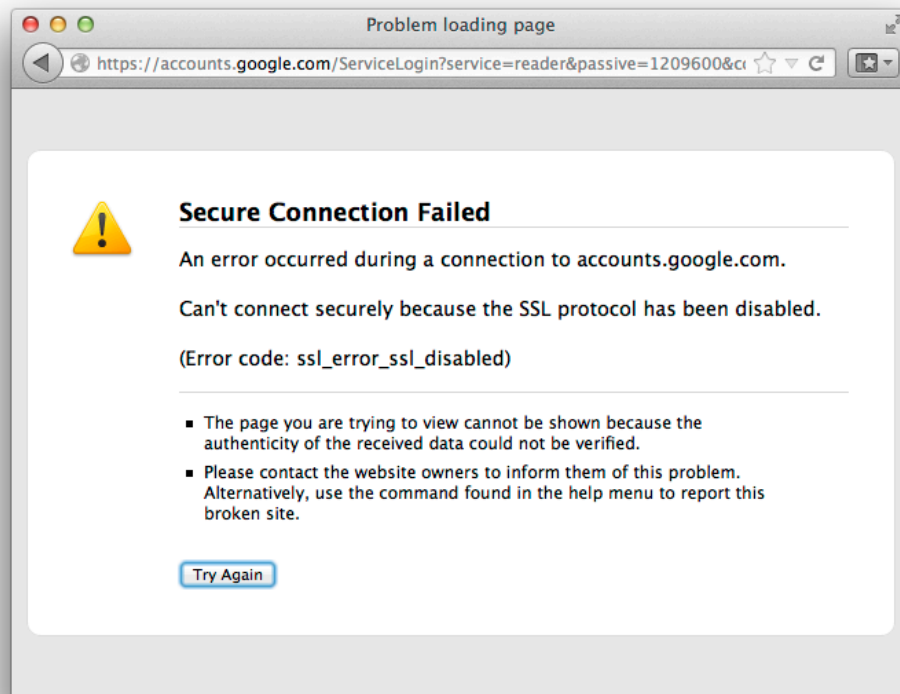 Problem loading page
https://accounts.google.com/ServiceLogin?service=reader&passive=1209600&c
Secure Connection Failed
An error occurred during a connection to accounts.google.com.
Can't connect securely because the SSL protocol has been disabled.
(Error code: ssl_error_ssl_disabled)
The page you are trying to view cannot be shown because the
authenticity of the received data could not be verified.
Please contact the website owners to inform them of this problem.
Alternatively, use the command found in the help menu to report this
broken site.
Try Again